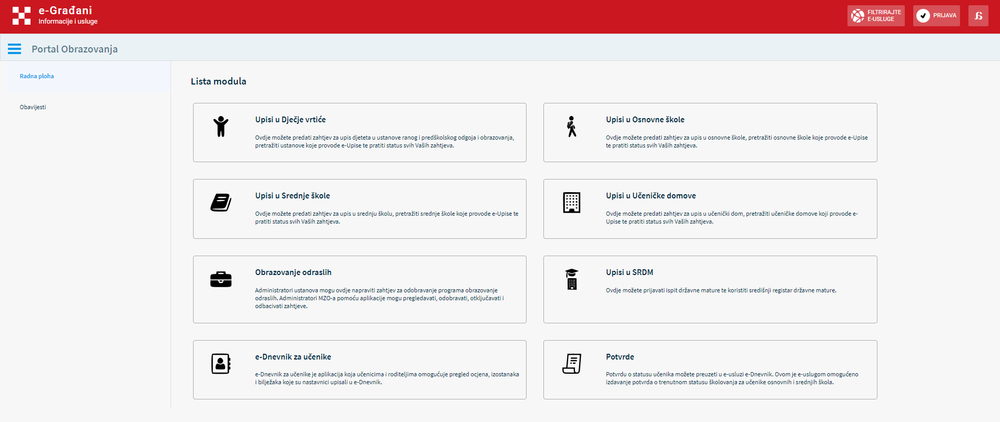 e-Građani
Informacije i usluge
FILTRIRAJTE
E-USLUGE
PRIJAVA
a
Portal Obrazovanja
Radna ploha
Obavijesti
Lista modula
Upisi u Dječje vrtiće
Ovdje možete predati zahtjev za upis djeteta u ustanove ranog i predškolskog odgoja i obrazovanja,
pretražiti ustanove koje provode e-Upise te pratiti status svih Vaših zahtjeva.
Upisi u Osnovne škole
Ovdje možete predati zahtjev za upis u osnovne škole, pretražiti osnovne škole koje provode e-Upise
te pratiti status svih Vaših zahtjeva.
Upisi u Srednje škole
Ovdje možete predati zahtjev za upis u srednju školu, pretražiti srednje škole koje provode e-Upise te
pratiti status svih Vaših zahtjeva.
Upisi u Učeničke domove
Ovdje možete predati zahtjev za upis u učenički dom, pretražiti učeničke domove koji provode e-
Upise te pratiti status svih Vaših zahtjeva.
Obrazovanje odraslih
Administratori ustanova mogu ovdje napraviti zahtjev za odobravanje programa obrazovanje
odraslih. Administratori MZO-a pomoću aplikacije mogu pregledavati, odobravati, otključavati i
odbacivati zahtjeve.
Upisi u SRDM
Ovdje možete prijavati ispit državne mature te koristiti središnji registar državne mature.
e-Dnevnik za učenike
e-Dnevnik za učenike je aplikacija koja učenicima i roditeljima omogućuje pregled ocjena, izostanaka
i bilježaka koje su nastavnici upisali u e-Dnevnik.
Potvrde
Potvrdu o statusu učenika možete preuzeti u e-usluzi e-Dnevnik. Ovom je e-uslugom omogućeno
izdavanje potvrda o trenutnom statusu školovanja za učenike osnovnih i srednjih škola.